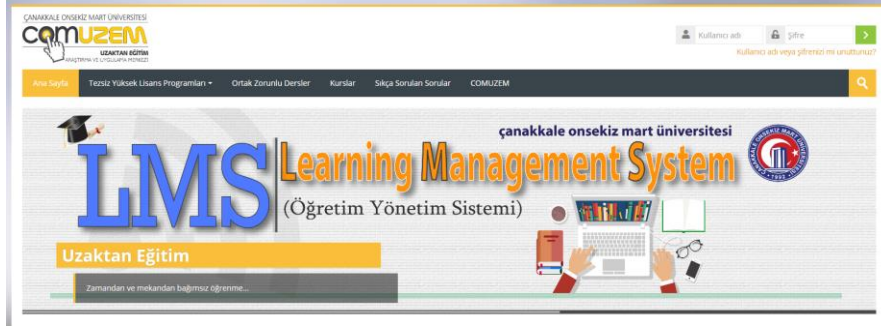 ÇANAKKALE ONSEKİZ MART ÜNİVERSİTESİ
COMUZEM
UZAKTAN EĞİTİM
ARAŞTIRMA VE UYGULAMA MERKEZİ
Kullanıcı adı
Şifre
Kullanıcı adı veya şifrenizi mi unuttunuz?
Ana Sayfa
Tezsiz Yüksek Lisans Programları
Ortak Zorunlu Dersler
Kurslar
Sıkça Sorulan Sorular
COMUZEM
çanakkale onsekiz mart üniversitesi
LMS
Learning Management System
(Öğretim Yönetim Sistemi)
Uzaktan Eğitim
Zamandan ve mekandan bağımsız öğrenme...